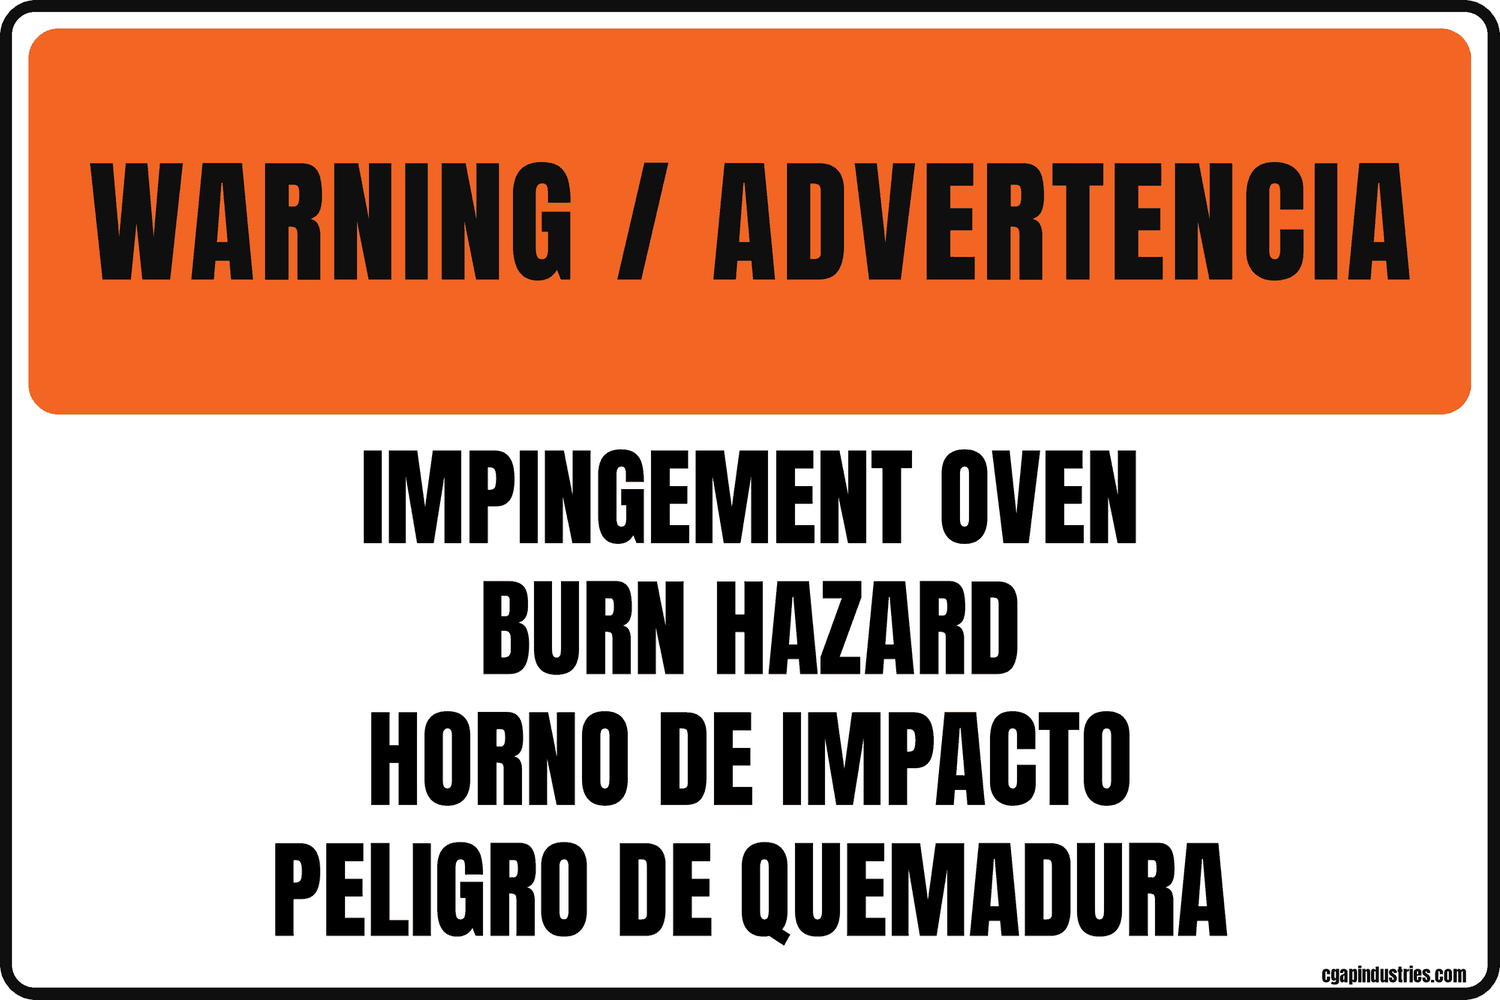 WARNING / ADVERTENCIA
IMPINGEMENT OVEN
BURN HAZARD
HORNO DE IMPACTO
PELIGRO DE QUEMADURA
cgapindustries.com